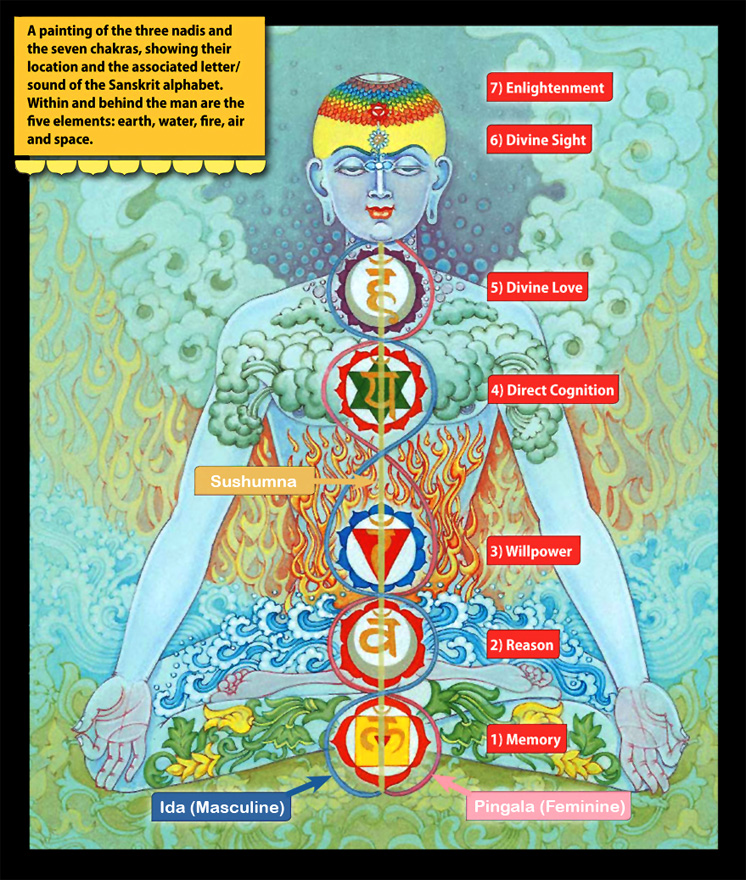 A painting of the three nadis and
the seven chakras, showing their
location and the associated letter/
sound of the Sanskrit alphabet.
Within and behind the man are the
five elements: earth, water, fire, air
and space.
7) Enlightenment
6) Divine Sight
हँ
5) Divine Love
यँ
4) Direct Cognition
Sushumna
रँ
3) Willpower
वँ
2) Reason
लँ
1) Memory
Ida (Masculine)
Pingala (Feminine)